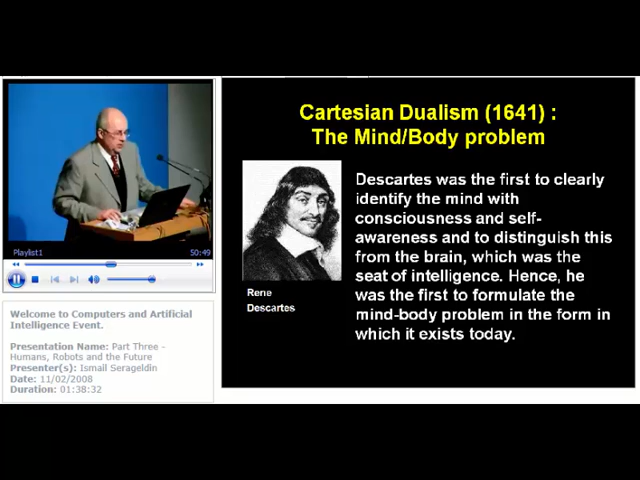 Cartesian Dualism (1641) :
The Mind/Body problem
Descartes was the first to clearly
identify the mind with
consciousness and self-
awareness and to distinguish this
from the brain, which was the
seat of intelligence. Hence, he
was the first to formulate the
mind-body problem in the form in
which it exists today.
Rene
Descartes
Playlist1 50:49
Welcome to Computers and Artificial
Intelligence Event.
Presentation Name: Part Three -
Humans, Robots and the Future
Presenter(s): Ismail Serageldin
Date: 11/02/2008
Duration: 01:38:32